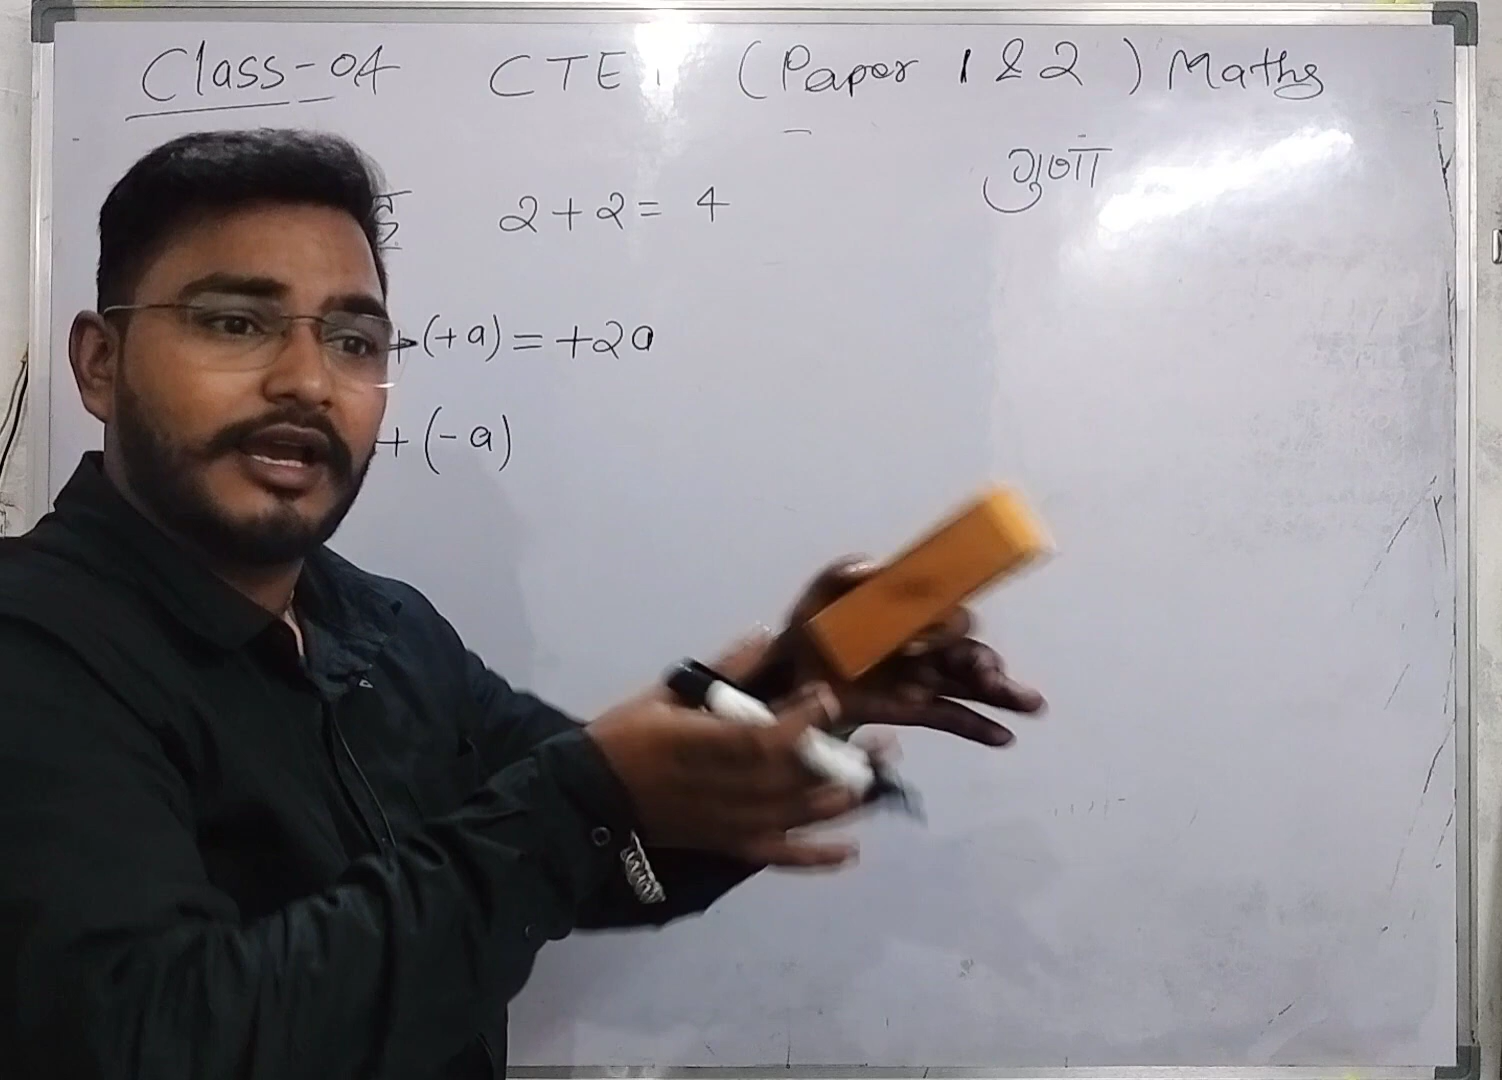 Class-04 CTET (Paper 1 & 2) Maths
गुणा
2+2= 4
+(+a)=+2a
+(-a)